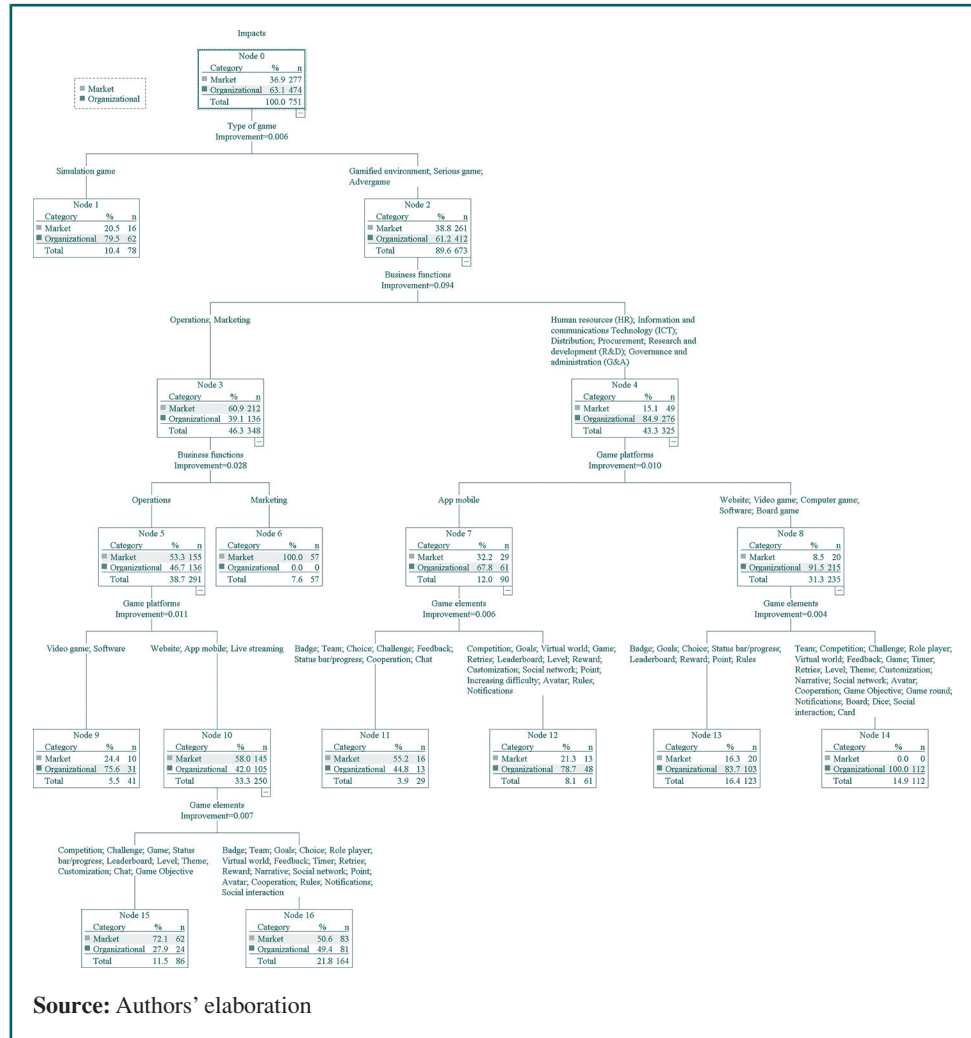 Impacts
Node 0
Category % n
Market 36.9 277
Organizational 63.1 474
Total 100.0 751
Market
Organizational
Type of game
Improvement=0.006
Simulation game
Gamified environment; Serious game;
Advergame
Node 1
Category % n
Market 20.5 16
Organizational 79.5 62
Total 10.4 78
Node 2
Category % n
Market 38.8 261
Organizational 61.2 412
Total 89.6 673
Business functions
Improvement=0.094
Operations; Marketing
Human resources (HR); Information and
communications Technology (ICT);
Distribution; Procurement; Research and
development (R&D); Governance and
administration (G&A)
Node 3
Category % n
Market 60.9 212
Organizational 39.1 136
Total 46.3 348
Node 4
Category % n
Market 15.1 49
Organizational 84.9 276
Total 43.3 325
Business functions
Improvement=0.028
Game platforms
Improvement=0.010
Operations
Marketing
App mobile
Website; Video game; Computer game;
Software; Board game
Node 5
Category % n
Market 53.3 155
Organizational 46.7 136
Total 38.7 291
Node 6
Category % n
Market 100.0 57
Organizational 0.0 0
Total 7.6 57
Node 7
Category % n
Market 32.2 29
Organizational 67.8 61
Total 12.0 90
Node 8
Category % n
Market 8.5 20
Organizational 91.5 215
Total 31.3 235
Game platforms
Improvement=0.011
Game elements
Improvement=0.006
Game elements
Improvement=0.004
Video game; Software
Website; App mobile; Live streaming
Badge; Team; Choice; Challenge; Feedback;
Status bar/progress; Cooperation; Chat
Competition; Goals; Virtual world; Game;
Retries; Leaderboard; Level; Reward;
Customization; Social network; Point;
Increasing difficulty; Avatar; Rules;
Notifications
Badge; Goals; Choice; Status bar/progress;
Leaderboard; Reward; Point; Rules
Team; Competition; Challenge; Role player;
Virtual world; Feedback; Game; Timer;
Retries; Level; Theme; Customization;
Narrative; Social network; Avatar;
Cooperation; Game Objective; Game round;
Notifications; Board; Dice; Social
interaction; Card
Node 9
Category % n
Market 24.4 10
Organizational 75.6 31
Total 5.5 41
Node 10
Category % n
Market 58.0 145
Organizational 42.0 105
Total 33.3 250
Node 11
Category % n
Market 55.2 16
Organizational 44.8 13
Total 3.9 29
Node 12
Category % n
Market 21.3 13
Organizational 78.7 48
Total 8.1 61
Node 13
Category % n
Market 16.3 20
Organizational 83.7 103
Total 16.4 123
Node 14
Category % n
Market 0.0 0
Organizational 100.0 112
Total 14.9 112
Game elements
Improvement=0.007
Competition; Challenge; Game; Status
bar/progress; Leaderboard; Level; Theme;
Customization; Chat; Game Objective
Badge; Team; Goals; Choice; Role player;
Virtual world; Feedback; Timer; Retries;
Reward; Narrative; Social network; Point;
Avatar; Cooperation; Rules; Notifications;
Social interaction
Node 15
Category % n
Market 72.1 62
Organizational 27.9 24
Total 11.5 86
Node 16
Category % n
Market 50.6 83
Organizational 49.4 81
Total 21.8 164
Source: Authors' elaboration